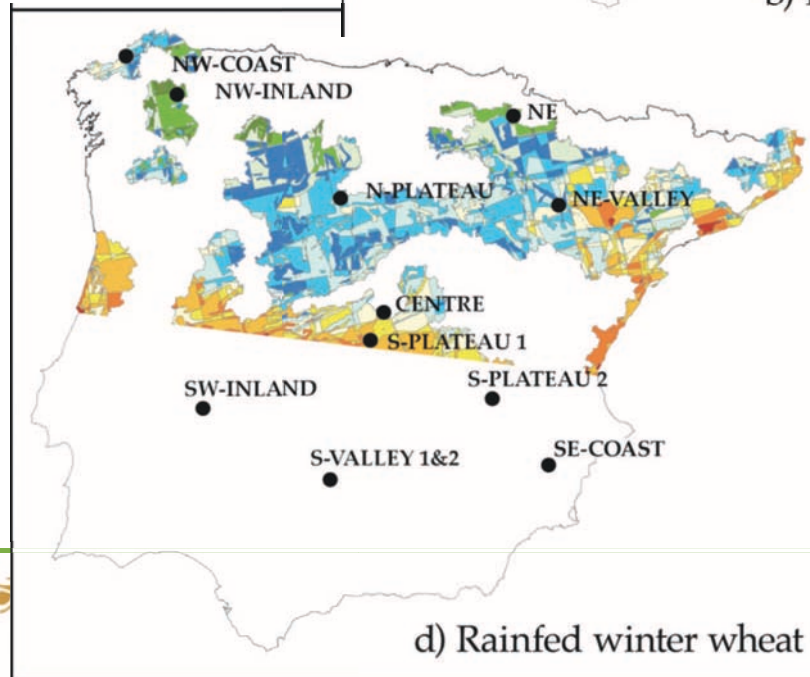 NW-COAST
NW-INLAND
NE
N-PLATEAU
NE-VALLEY
CENTRE
S-PLATEAU 1
S-PLATEAU 2
SW-INLAND
S-VALLEY 1&2
SE-COAST
d) Rainfed winter wheat